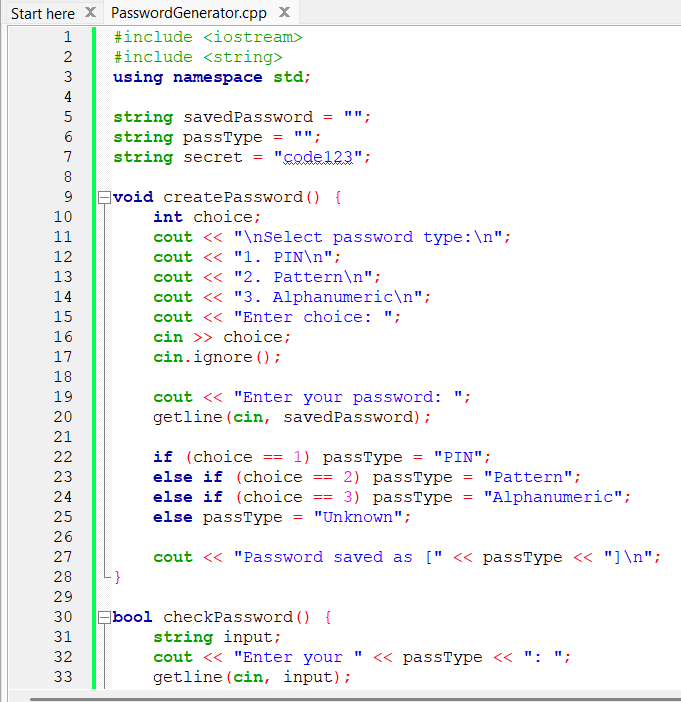 Start here X PasswordGenerator.cpp X
1 #include <iostream>
2 #include <string>
3 using namespace std;
4
5 string savedPassword = "";
6 string passType = "";
7 string secret = "code123";
8
9 void createPassword() {
10     int choice;
11     cout << "\nSelect password type:\n";
12     cout << "1. PIN\n";
13     cout << "2. Pattern\n";
14     cout << "3. Alphanumeric\n";
15     cout << "Enter choice: ";
16     cin >> choice;
17     cin.ignore();
18
19     cout << "Enter your password: ";
20     getline(cin, savedPassword);
21
22     if (choice == 1) passType = "PIN";
23     else if (choice == 2) passType = "Pattern";
24     else if (choice == 3) passType = "Alphanumeric";
25     else passType = "Unknown";
26
27     cout << "Password saved as [" << passType << "]\n";
28 }
29
30 bool checkPassword() {
31     string input;
32     cout << "Enter your " << passType << ": ";
33     getline(cin, input);